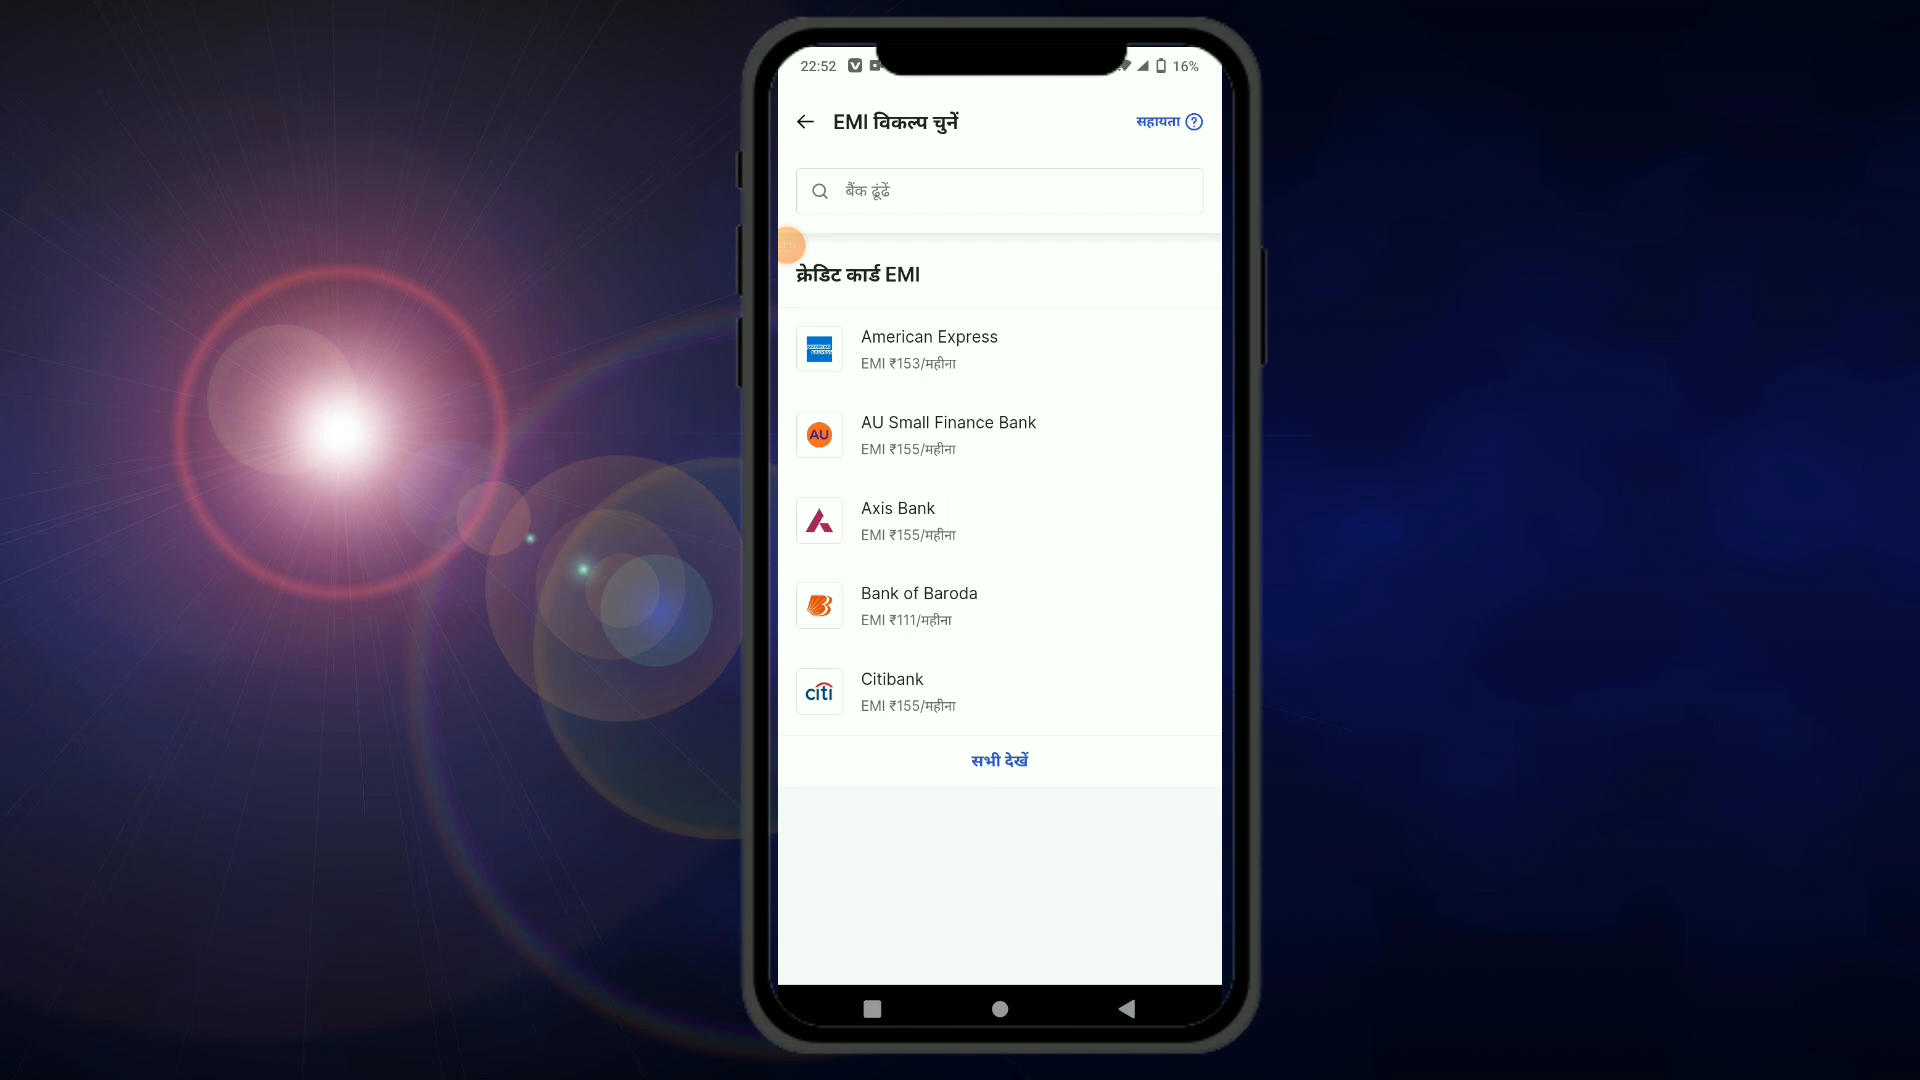 22:52
16%
EMI विकल्प चुनें
सहायता ?
बैंक ढूंढें
क्रेडिट कार्ड EMI
American Express
EMI ₹153/महीना
AU
AU Small Finance Bank
EMI ₹155/महीना
Axis Bank
EMI ₹155/महीना
Bank of Baroda
EMI ₹111/महीना
citi
Citibank
EMI ₹155/महीना
सभी देखें